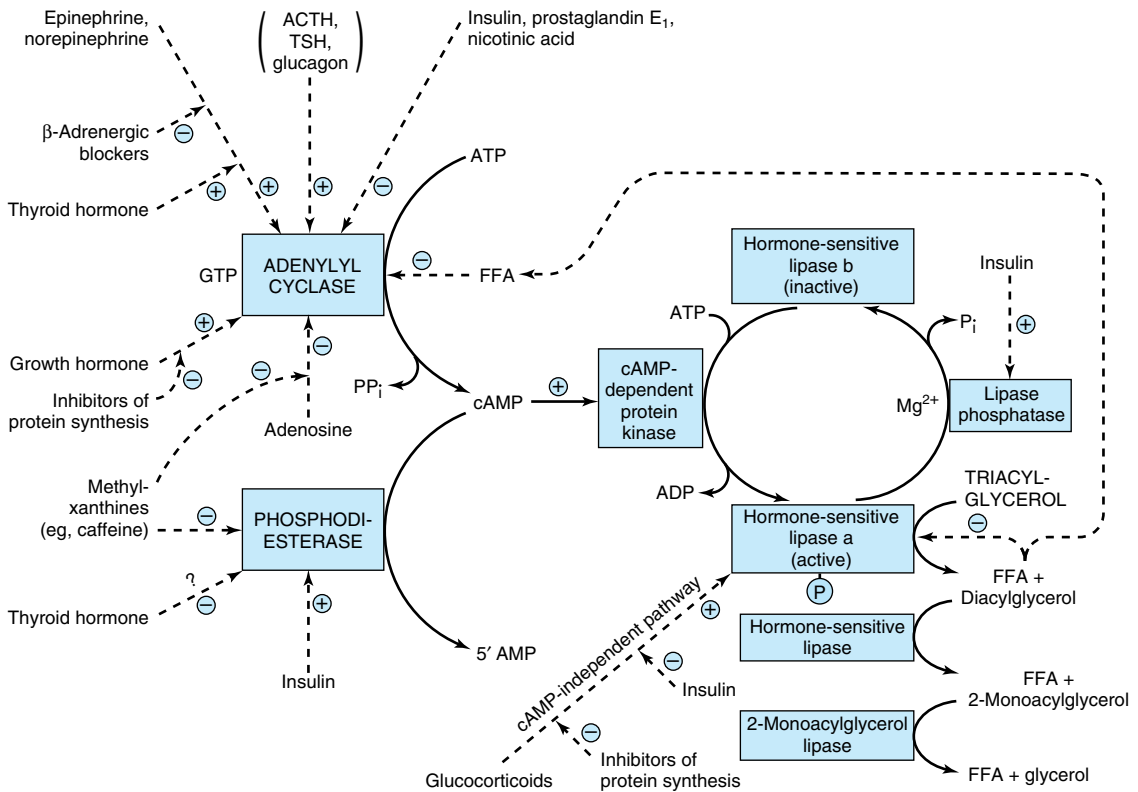 Epinephrine,
norepinephrine
ACTH,
TSH,
glucagon
Insulin, prostaglandin E₁,
nicotinic acid
β-Adrenergic
blockers
−
Thyroid hormone
+
+
+
−
ATP
GTP
ADENYLYL
CYCLASE
−
FFA
Growth hormone
+
−
Inhibitors of
protein synthesis
−
−
Adenosine
PPᵢ
cAMP
+
Methyl-
xanthines
(eg, caffeine)
−
PHOSPHODI-
ESTERASE
Thyroid hormone
?
−
+
Insulin
5′ AMP
Hormone-sensitive
lipase b
(inactive)
ATP
cAMP-
dependent
protein
kinase
ADP
Pᵢ
Mg²⁺
Insulin
+
Lipase
phosphatase
Hormone-sensitive
lipase a
(active)
P
TRIACYL-
GLYCEROL
−
FFA +
Diacylglycerol
Hormone-sensitive
lipase
FFA +
2-Monoacylglycerol
2-Monoacylglycerol
lipase
FFA + glycerol
cAMP-independent pathway
+
−
Insulin
−
Inhibitors of
protein synthesis
Glucocorticoids